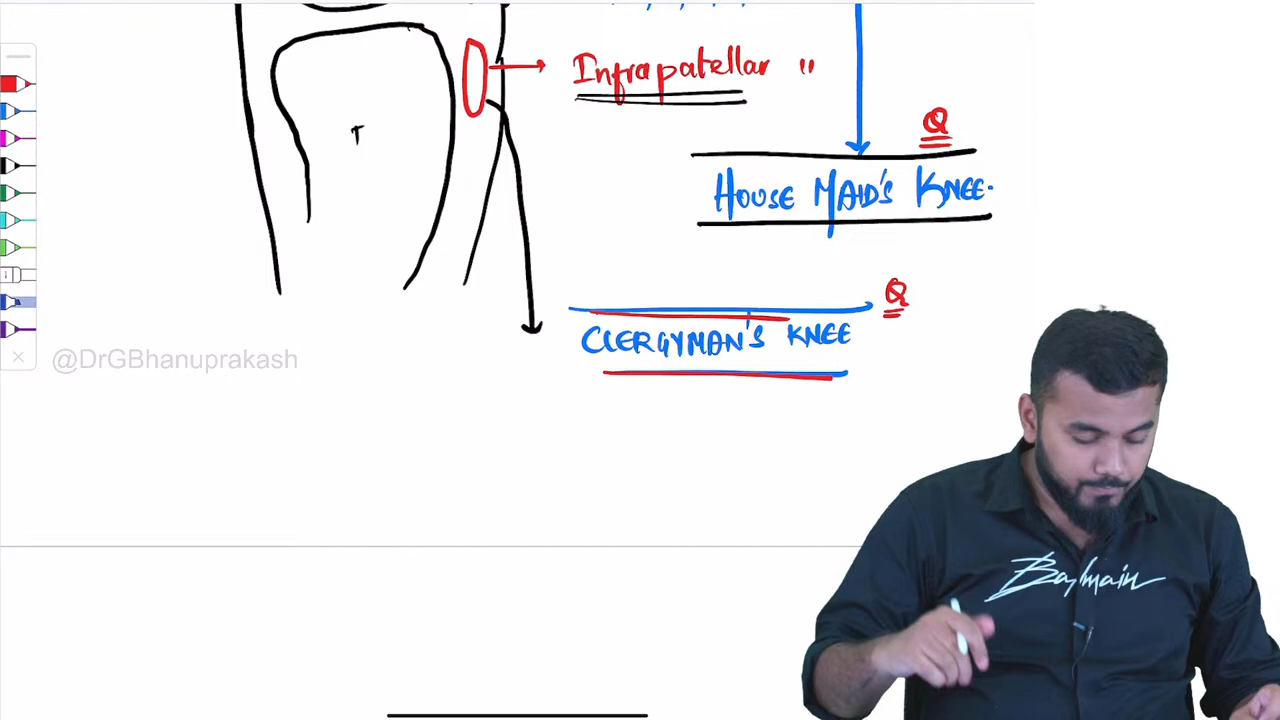 Infrapatellar "
Q
HOUSE MAID'S KNEE.
Q
CLERGYMAN'S KNEE
T
@DrGBhanuprakash
Balmain